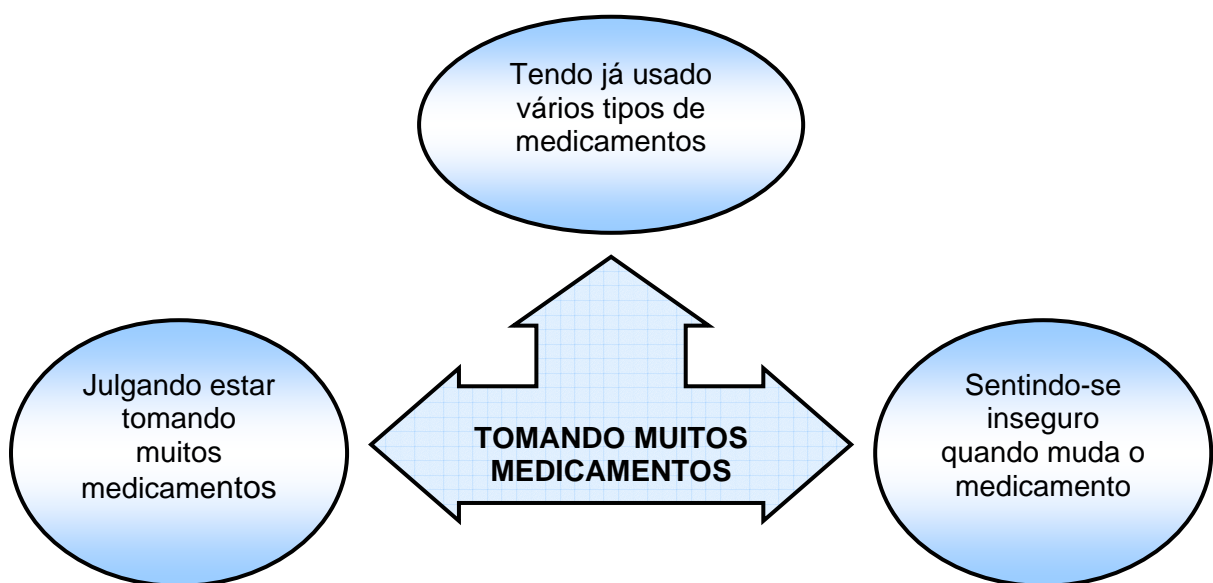 Tendo já usado
vários tipos de
medicamentos
Julgando estar
tomando
muitos
medicamentos
TOMANDO MUITOS
MEDICAMENTOS
Sentindo-se
inseguro
quando muda o
medicamento